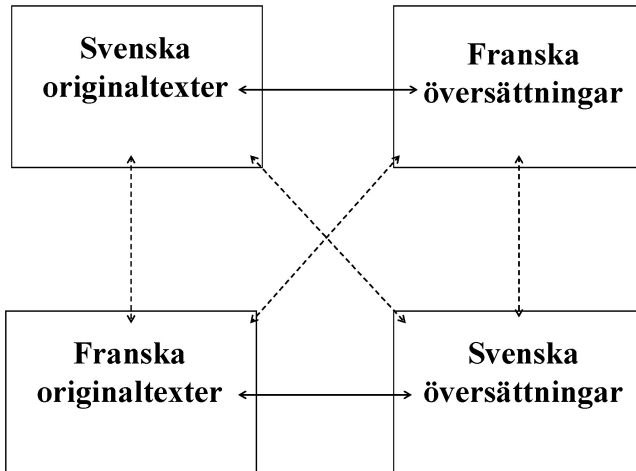 Svenska
originaltexter
Franska
översättningar
Franska
originaltexter
Svenska
översättningar